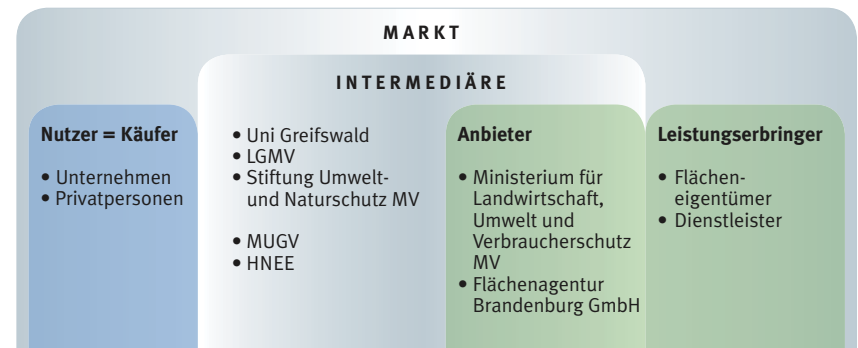 MARKT
INTERMEDIÄRE
Nutzer = Käufer
• Unternehmen
• Privatpersonen
• Uni Greifswald
• LGMV
• Stiftung Umwelt-
und Naturschutz MV
• MUGV
• HNEE
Anbieter
• Ministerium für
Landwirtschaft,
Umwelt und
Verbraucherschutz
MV
• Flächenagentur
Brandenburg GmbH
Leistungserbringer
• Flächen-
eigentümer
• Dienstleister